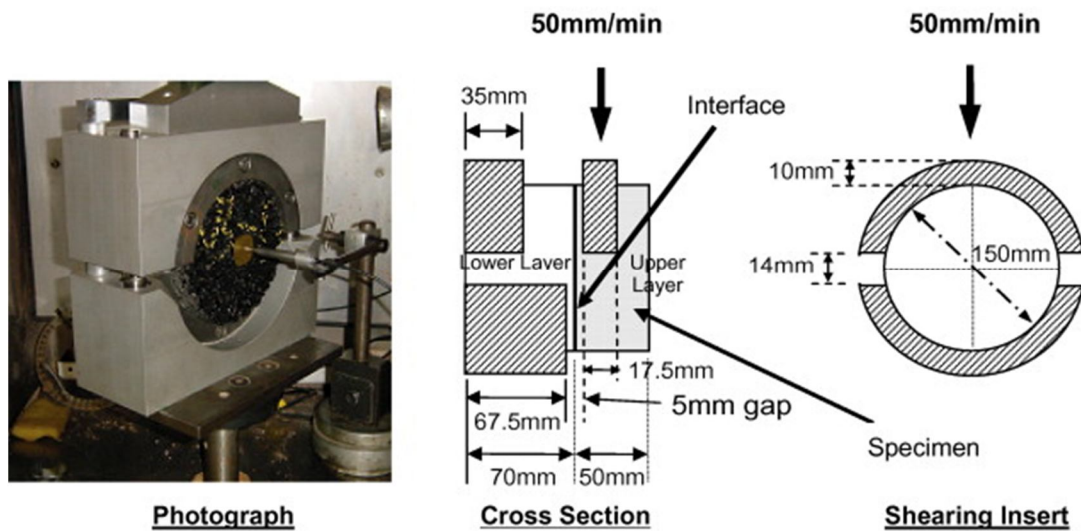 50mm/min
50mm/min
35mm
Interface
10mm
Lower Layer
Upper
Layer
14mm
150mm
17.5mm
67.5mm
5mm gap
Specimen
70mm
50mm
Photograph
Cross Section
Shearing Insert